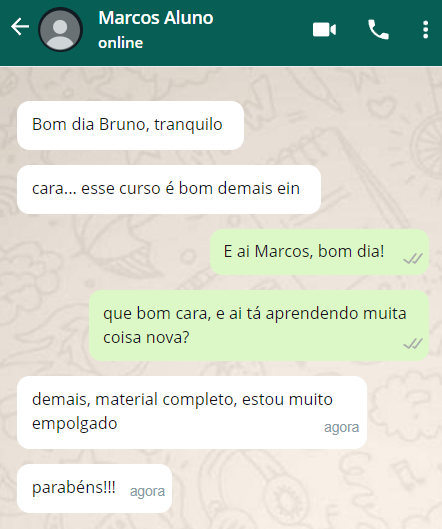 Marcos Aluno
online
Bom dia Bruno, tranquilo
cara... esse curso é bom demais ein
E ai Marcos, bom dia!
que bom cara, e ai tá aprendendo muita
coisa nova?
demais, material completo, estou muito
empolgado
agora
parabéns!!! agora